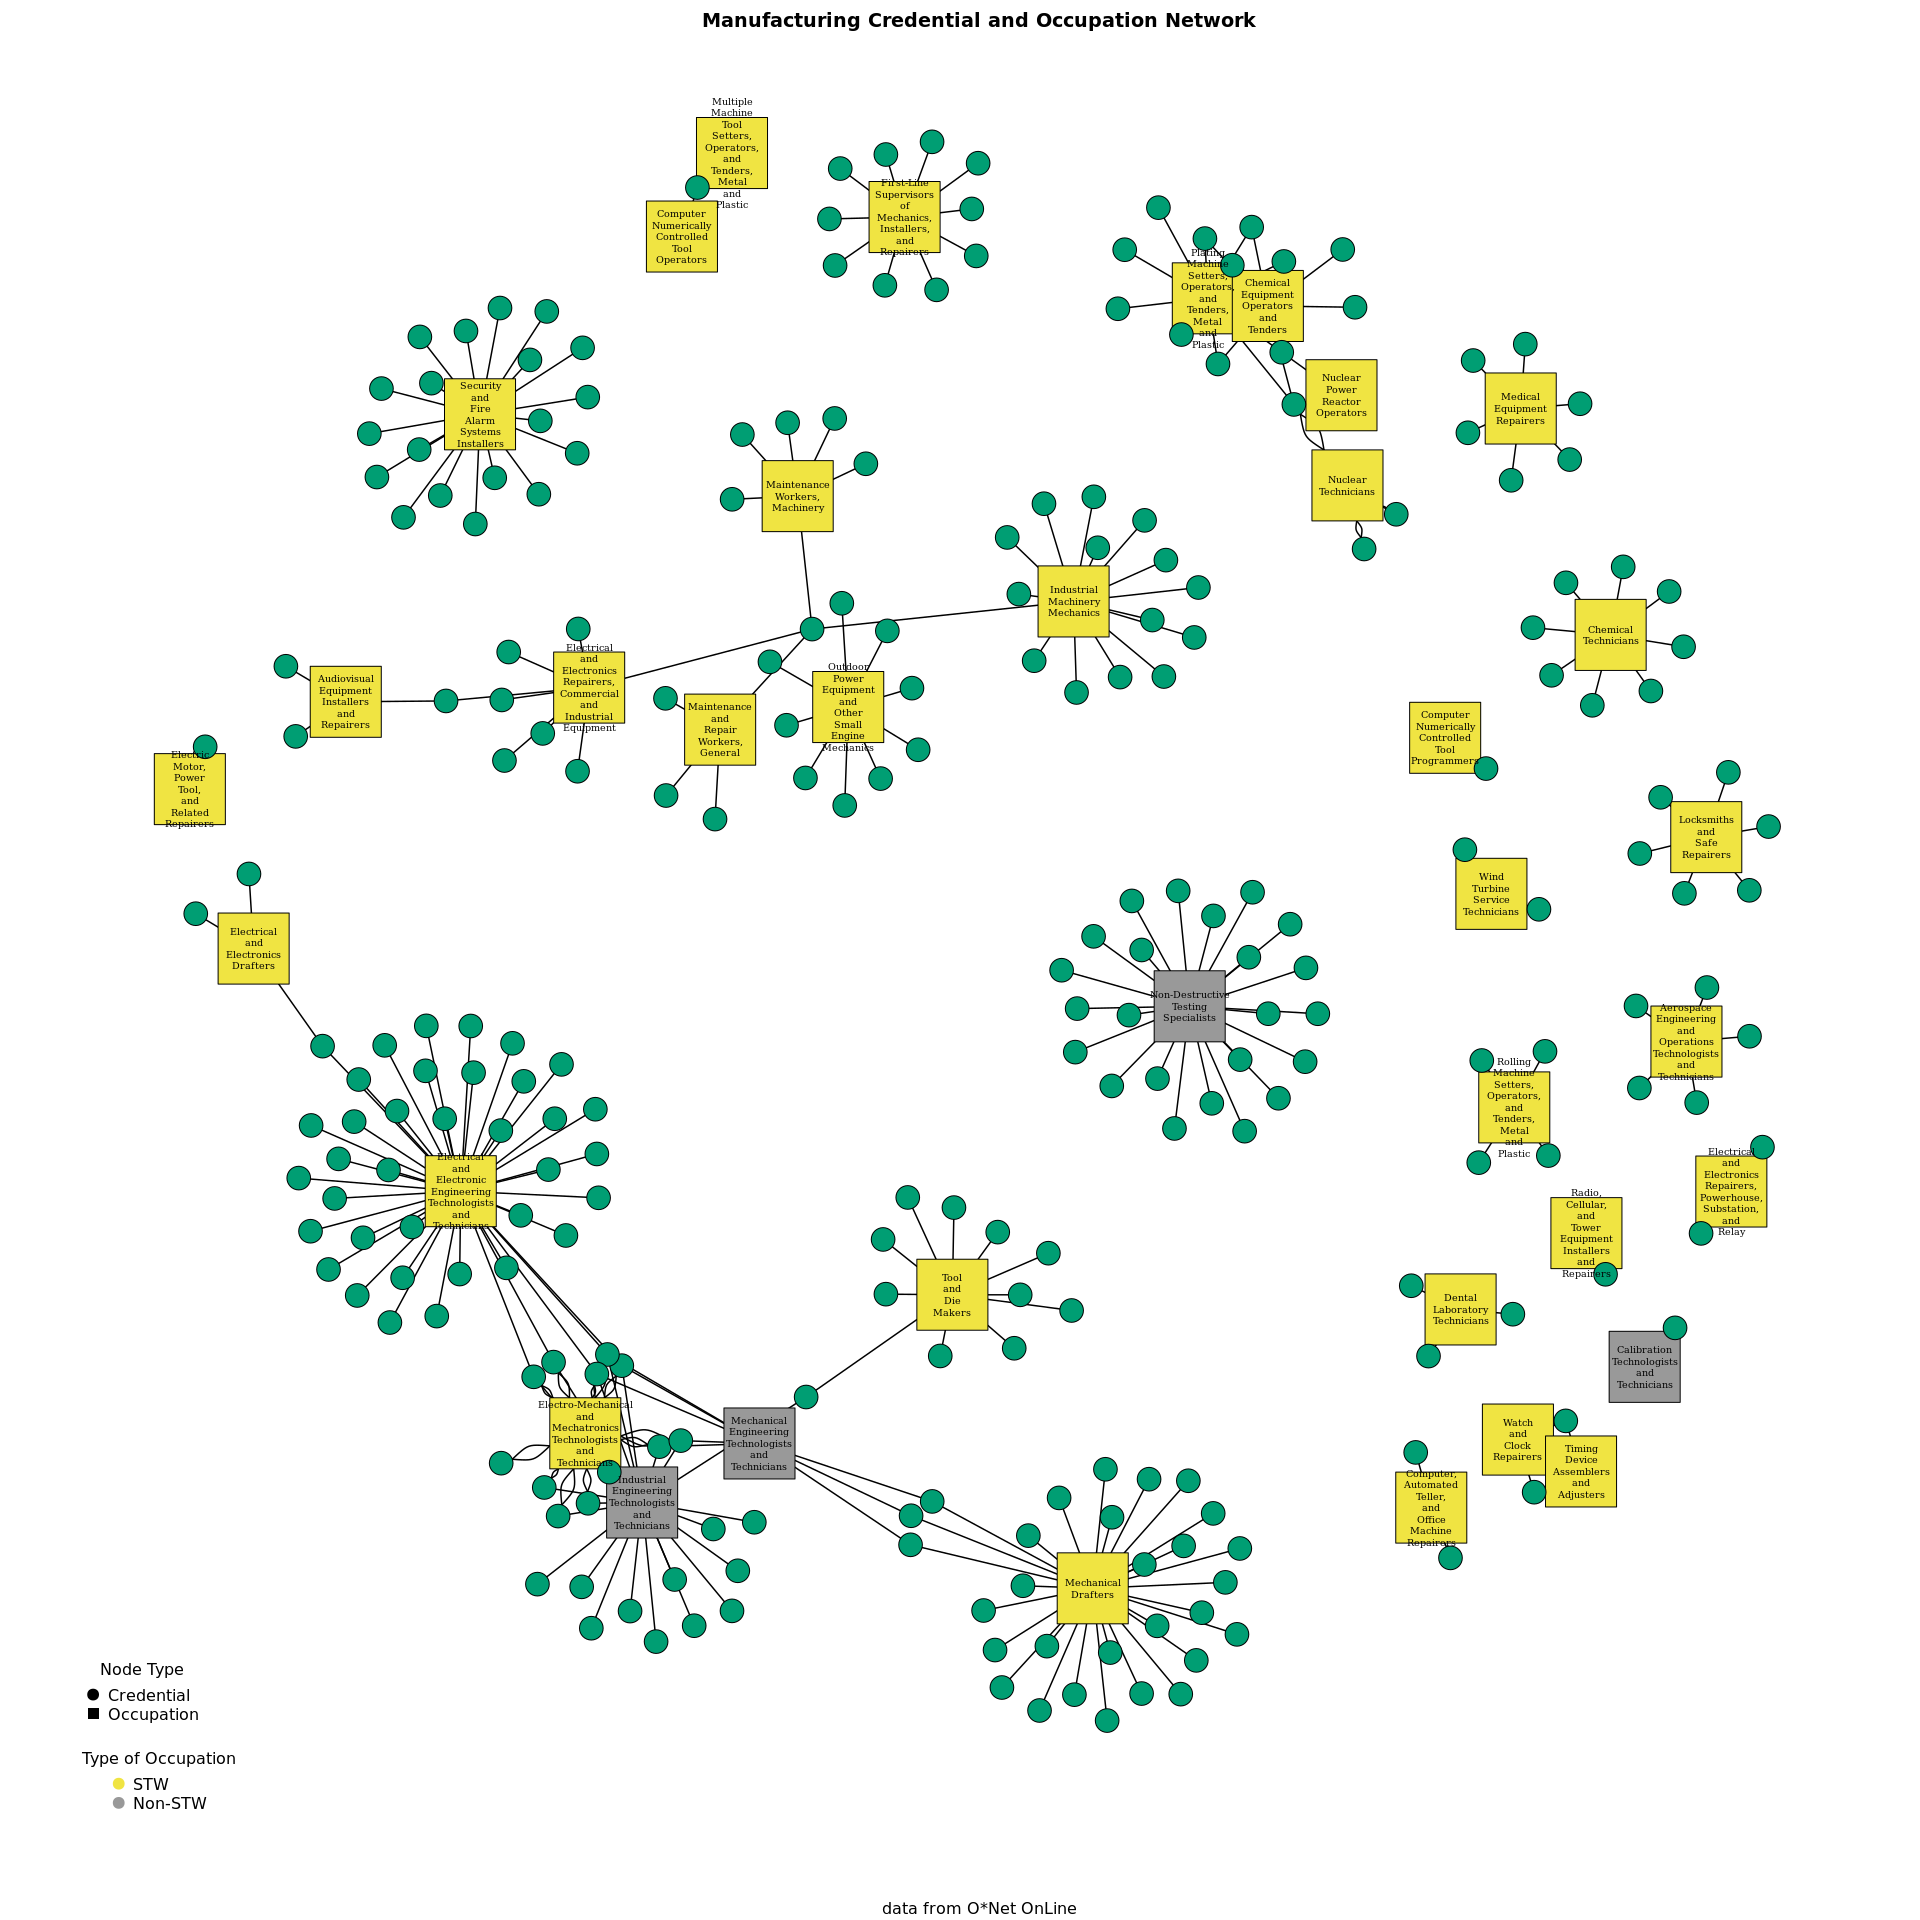 Manufacturing Credential and Occupation Network
Multiple
Machine
Tool
Setters,
Operators,
and
Tenders,
Metal
and
Plastic
Computer
Numerically
Controlled
Tool
Operators
First-Line
Supervisors
of
Mechanics,
Installers,
and
Repairers
Plating
Machine
Setters,
Operators,
and
Tenders,
Metal
and
Plastic
Chemical
Equipment
Operators
and
Tenders
Nuclear
Power
Reactor
Operators
Nuclear
Technicians
Medical
Equipment
Repairers
Security
and
Fire
Alarm
Systems
Installers
Maintenance
Workers,
Machinery
Industrial
Machinery
Mechanics
Chemical
Technicians
Audiovisual
Equipment
Installers
and
Repairers
Electrical
and
Electronics
Repairers,
Commercial
and
Industrial
Equipment
Maintenance
and
Repair
Workers,
General
Outdoor
Power
Equipment
and
Other
Small
Engine
Mechanics
Electric
Motor,
Power
Tool,
and
Related
Repairers
Computer
Numerically
Controlled
Tool
Programmers
Locksmiths
and
Safe
Repairers
Wind
Turbine
Service
Technicians
Electrical
and
Electronics
Drafters
Non-Destructive
Testing
Specialists
Aerospace
Engineering
and
Operations
Technologists
and
Technicians
Rolling
Machine
Setters,
Operators,
and
Tenders,
Metal
and
Plastic
Electrical
and
Electronic
Engineering
Technologists
and
Technicians
Electrical
and
Electronics
Repairers,
Powerhouse,
Substation,
and
Relay
Radio,
Cellular,
and
Tower
Equipment
Installers
and
Repairers
Tool
and
Die
Makers
Dental
Laboratory
Technicians
Calibration
Technologists
and
Technicians
Electro-Mechanical
and
Mechatronics
Technologists
and
Technicians
Mechanical
Engineering
Technologists
and
Technicians
Industrial
Engineering
Technologists
and
Technicians
Watch
and
Clock
Repairers
Timing
Device
Assemblers
and
Adjusters
Computer,
Automated
Teller,
and
Office
Machine
Repairers
Mechanical
Drafters
Node Type
Credential
Occupation
Type of Occupation
STW
Non-STW
data from O*Net OnLine